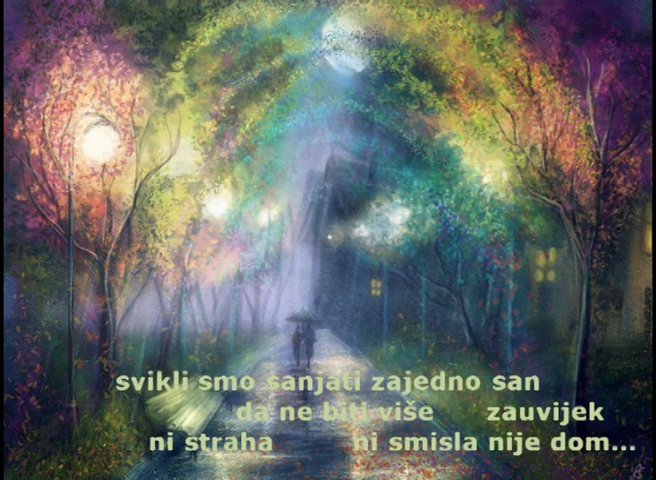 svikli smo sanjati zajedno san
da ne biti više zauvijek
ni straha ni smisla nije dom...